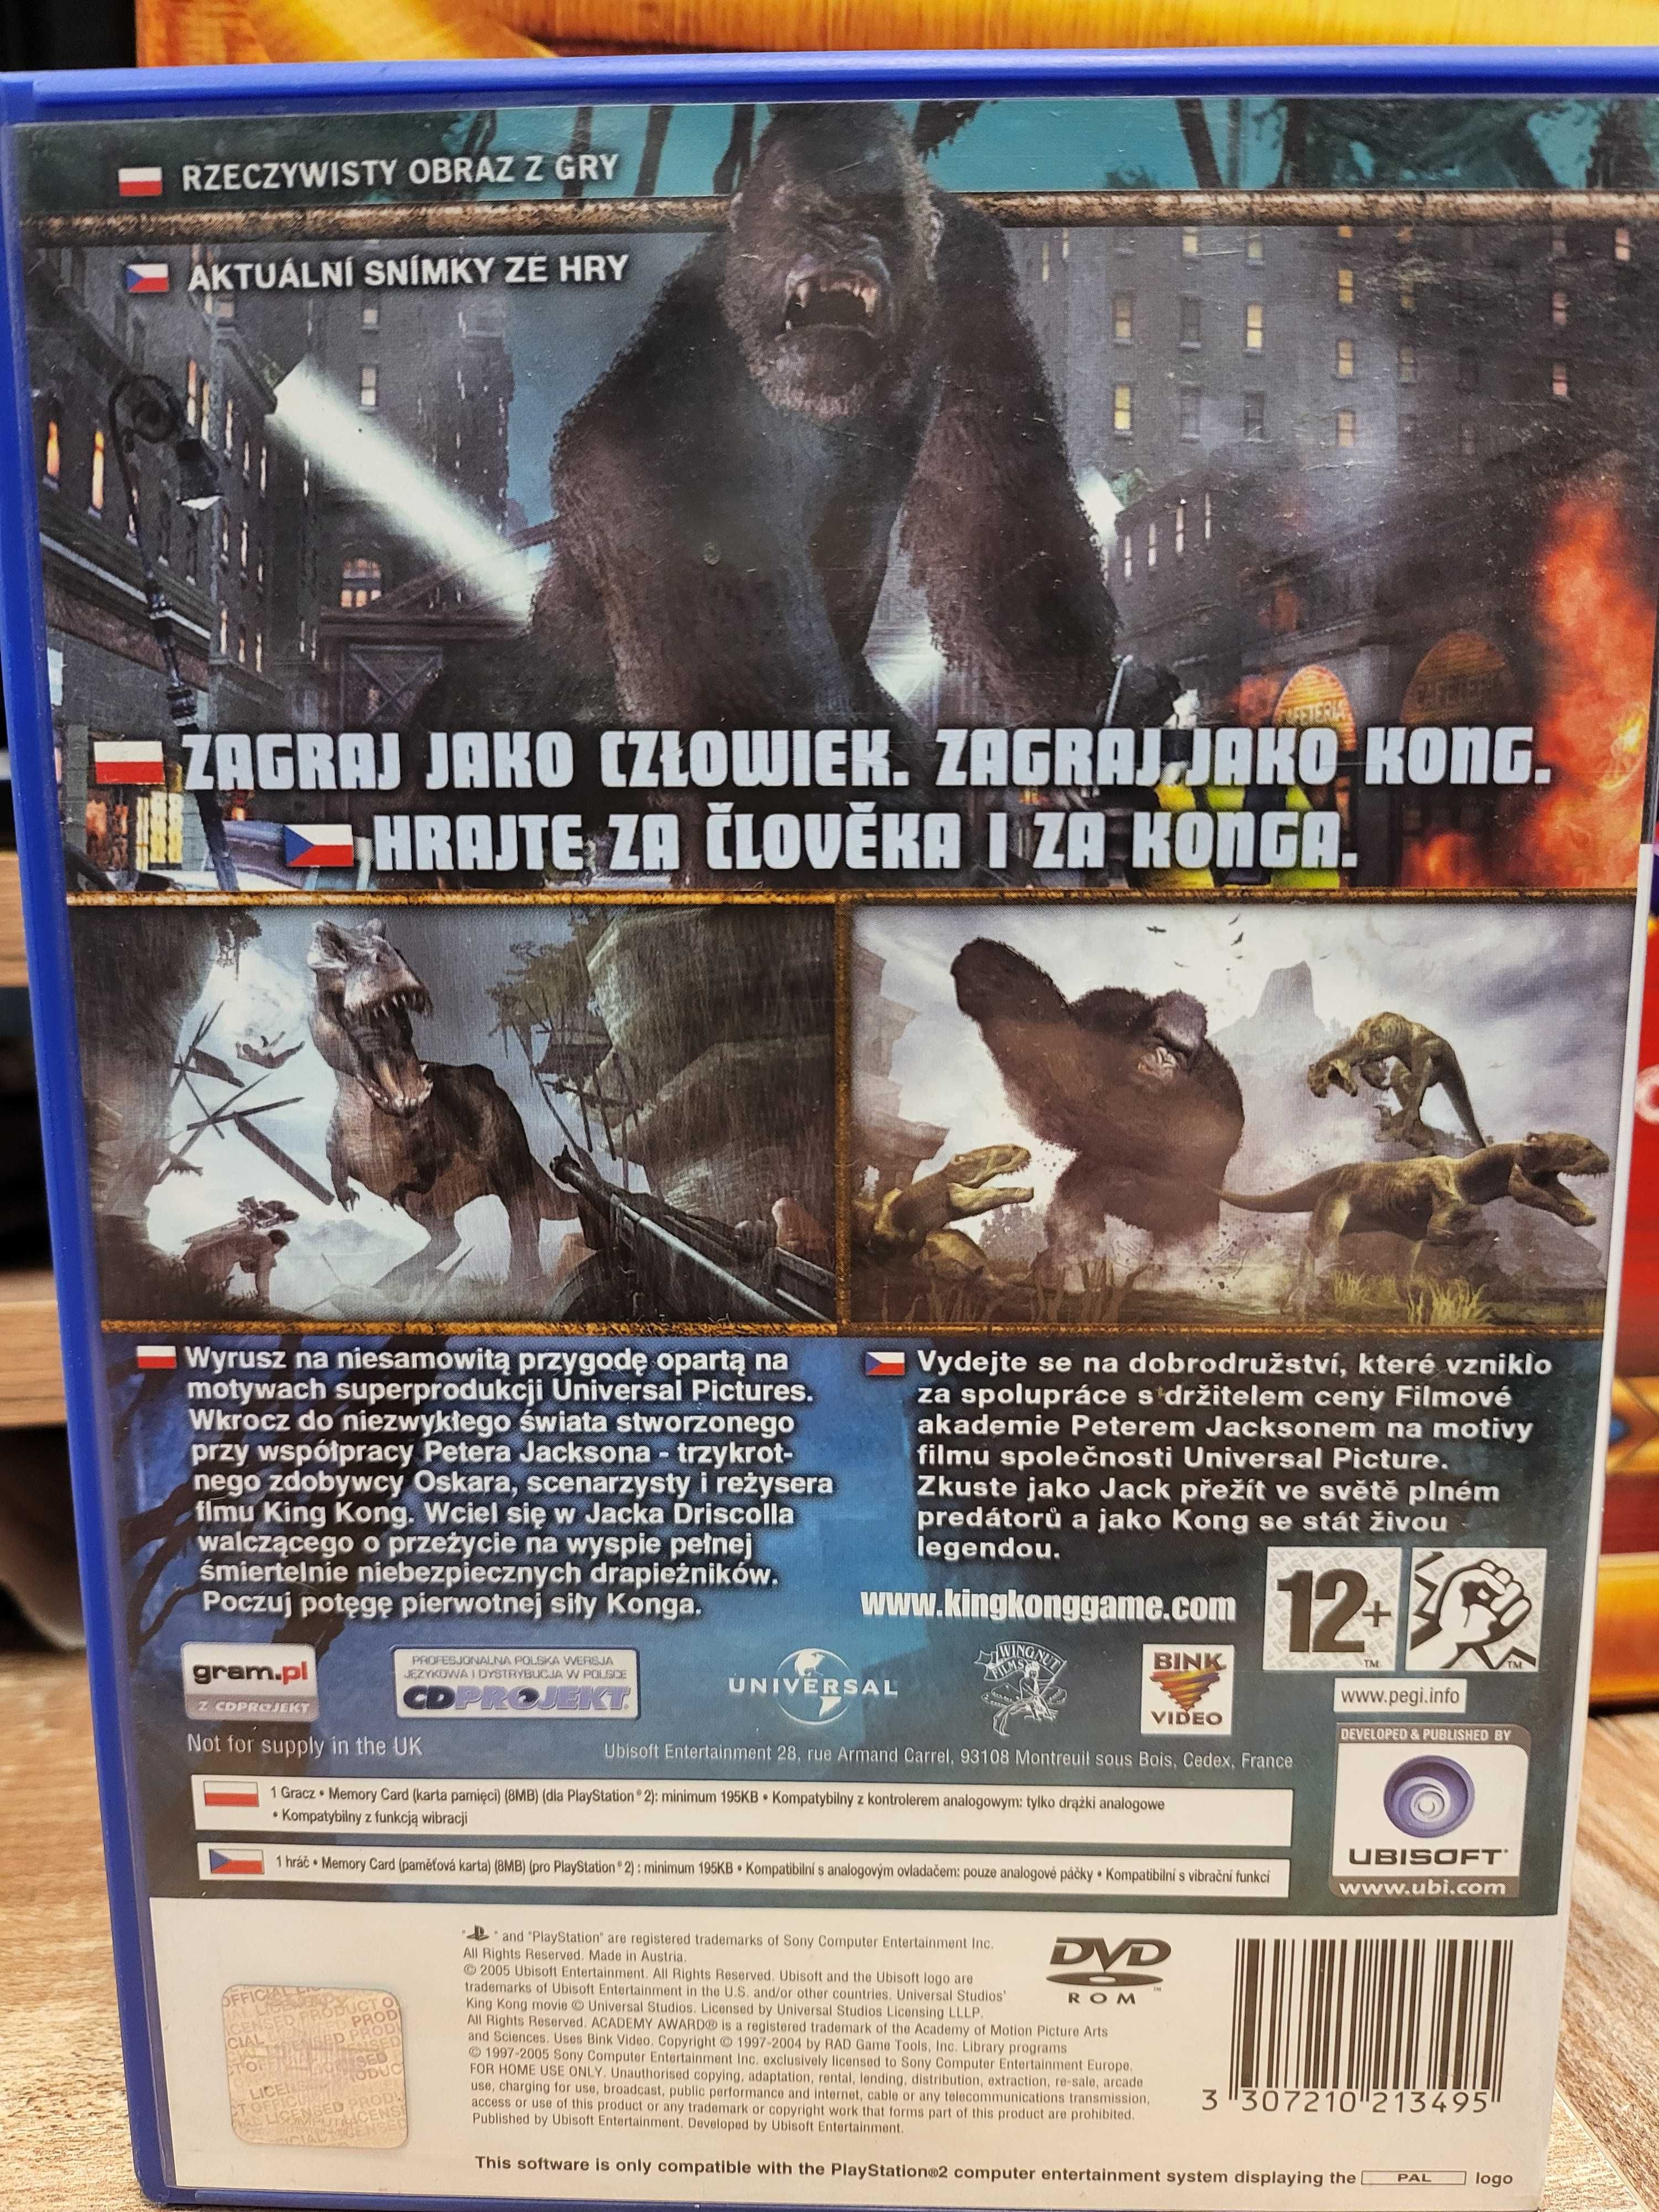 RZECZYWISTY OBRAZ Z GRY
AKTUÁLNÍ SNÍMKY ZE HRY
CAFETERIA
ZAGRAJ JAKO CZŁOWIEK. ZAGRAJ JAKO KONG.
HRAJTE ZA ČLOVĚKA I ZA KONGA.
Wyrusz na niesamowitą przygodę opartą na
motywach superprodukcji Universal Pictures.
Wkrocz do niezwykłego świata stworzonego
przy współpracy Petera Jacksona - trzykrot-
nego zdobywcy Oskara, scenarzysty i reżysera
filmu King Kong. Wciel się w Jacka Driscolla
walczącego o przeżycie na wyspie pełnej
śmiertelnie niebezpiecznych drapieżników.
Poczuj potęgę pierwotnej siły Konga.
Vydejte se na dobrodružství, které vzniklo
za spolupráce s držitelem ceny Filmové
akademie Peterem Jacksonem na motivy
filmu společnosti Universal Picture.
Zkuste jako Jack přežít ve světě plném
predátorů a jako Kong se stát živou
legendou.
www.kingkonggame.com
12+
TM
TM
www.pegi.info
gram.pl
Z CDPROJEKT
PROFESJONALNA POLSKA WERSJA
JĘZYKOWA I DYSTRYBUCJA W POLSCE
CDPROJEKT
UNIVERSAL
WINGNUT
FILMS
BINK
VIDEO
Not for supply in the UK
Ubisoft Entertainment 28, rue Armand Carrel, 93108 Montreuil sous Bois, Cedex, France
DEVELOPED & PUBLISHED BY
UBISOFT
www.ubi.com
1 Gracz • Memory Card (karta pamięci) (8MB) (dla PlayStation®2): minimum 195KB • Kompatybilny z kontrolerem analogowym: tylko drążki analogowe
• Kompatybilny z funkcją wibracji
1 hráč • Memory Card (paměťová karta) (8MB) (pro PlayStation®2) : minimum 195KB • Kompatibilní s analogovým ovladačem: pouze analogové páčky • Kompatibilní s vibrační funkcí
" " and "PlayStation" are registered trademarks of Sony Computer Entertainment Inc.
All Rights Reserved. Made in Austria.
© 2005 Ubisoft Entertainment. All Rights Reserved. Ubisoft and the Ubisoft logo are
trademarks of Ubisoft Entertainment in the U.S. and/or other countries. Universal Studios'
King Kong movie © Universal Studios. Licensed by Universal Studios Licensing LLLP.
All Rights Reserved. ACADEMY AWARD® is a registered trademark of the Academy of Motion Picture Arts
and Sciences. Uses Bink Video. Copyright © 1997-2004 by RAD Game Tools, Inc. Library programs
© 1997-2005 Sony Computer Entertainment Inc. exclusively licensed to Sony Computer Entertainment Europe.
FOR HOME USE ONLY. Unauthorised copying, adaptation, rental, lending, distribution, extraction, re-sale, arcade
use, charging for use, broadcast, public performance and internet, cable or any telecommunications transmission,
access or use of this product or any trademark or copyright work that forms part of this product are prohibited.
Published by Ubisoft Entertainment. Developed by Ubisoft Entertainment.
DVD
ROM
3 307210 213495
This software is only compatible with the PlayStation®2 computer entertainment system displaying the PAL logo